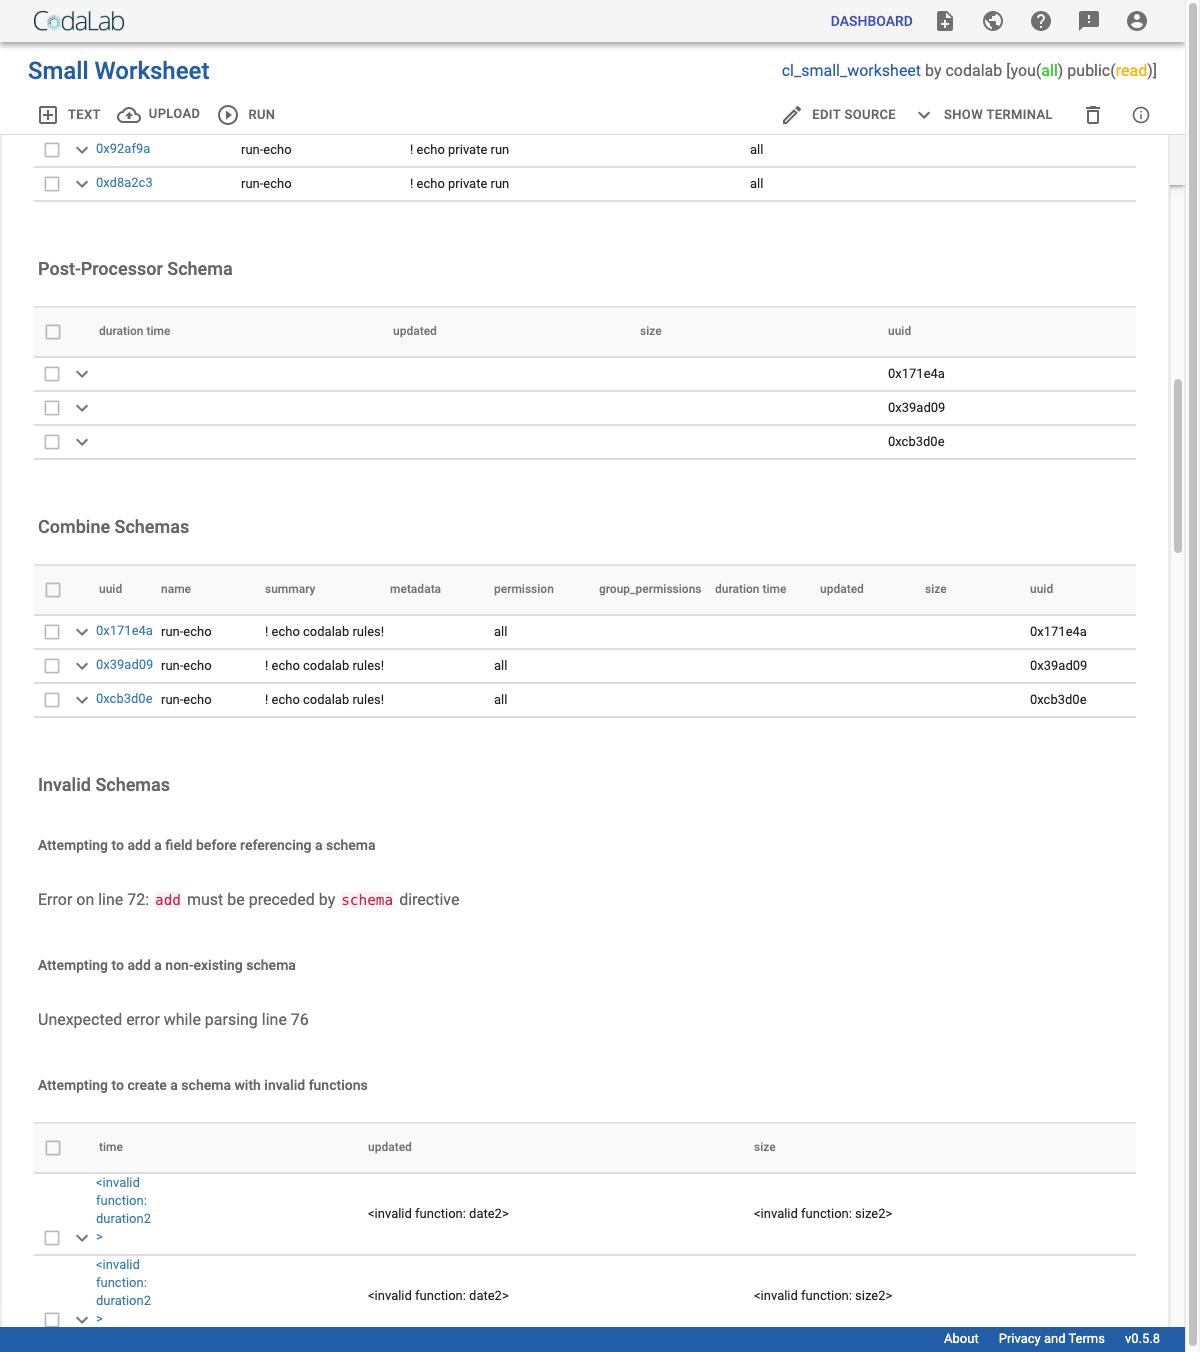 CodaLab DASHBOARD
Small Worksheet cl_small_worksheet by codalab [you(all) public(read)]
TEXT UPLOAD RUN EDIT SOURCE SHOW TERMINAL
0x92af9a run-echo ! echo private run all
0xd8a2c3 run-echo ! echo private run all
Post-Processor Schema
duration time updated size uuid
0x171e4a
0x39ad09
0xcb3d0e
Combine Schemas
uuid name summary metadata permission group_permissions duration time updated size uuid
0x171e4a run-echo ! echo codalab rules! all 0x171e4a
0x39ad09 run-echo ! echo codalab rules! all 0x39ad09
0xcb3d0e run-echo ! echo codalab rules! all 0xcb3d0e
Invalid Schemas
Attempting to add a field before referencing a schema
Error on line 72: add must be preceded by schema directive
Attempting to add a non-existing schema
Unexpected error while parsing line 76
Attempting to create a schema with invalid functions
time updated size
<invalid
function:
duration2
> <invalid function: date2> <invalid function: size2>
<invalid
function:
duration2
> <invalid function: date2> <invalid function: size2>
About Privacy and Terms v0.5.8